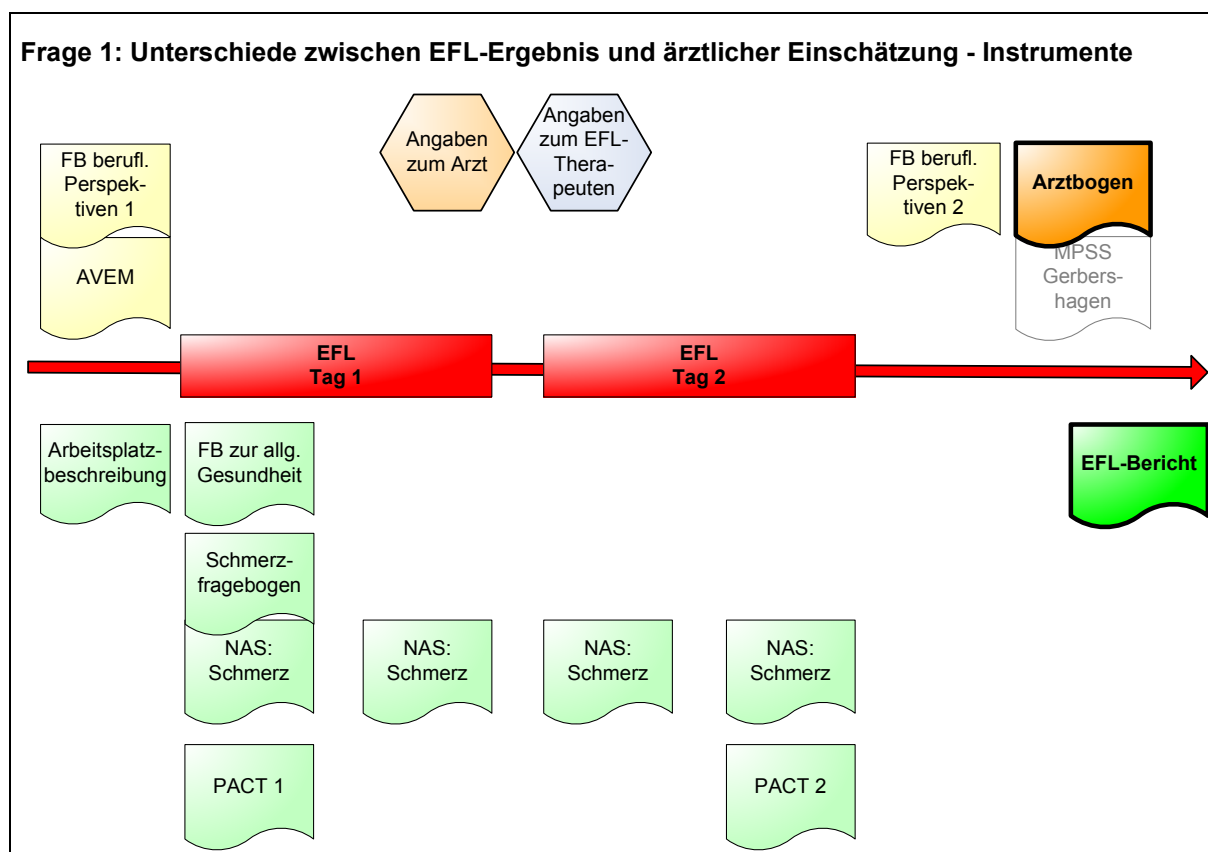 Frage 1: Unterschiede zwischen EFL-Ergebnis und ärztlicher Einschätzung - Instrumente
Angaben
zum Arzt
Angaben
zum EFL-
Thera-
peuten
FB berufl.
Perspek-
tiven 1
AVEM
FB berufl.
Perspek-
tiven 2
Arztbogen
MPSS
Gerbers-
hagen
EFL
Tag 1
EFL
Tag 2
Arbeitsplatz-
beschreibung
FB zur allg.
Gesundheit
EFL-Bericht
Schmerz-
fragebogen
NAS:
Schmerz
NAS:
Schmerz
NAS:
Schmerz
NAS:
Schmerz
PACT 1
PACT 2